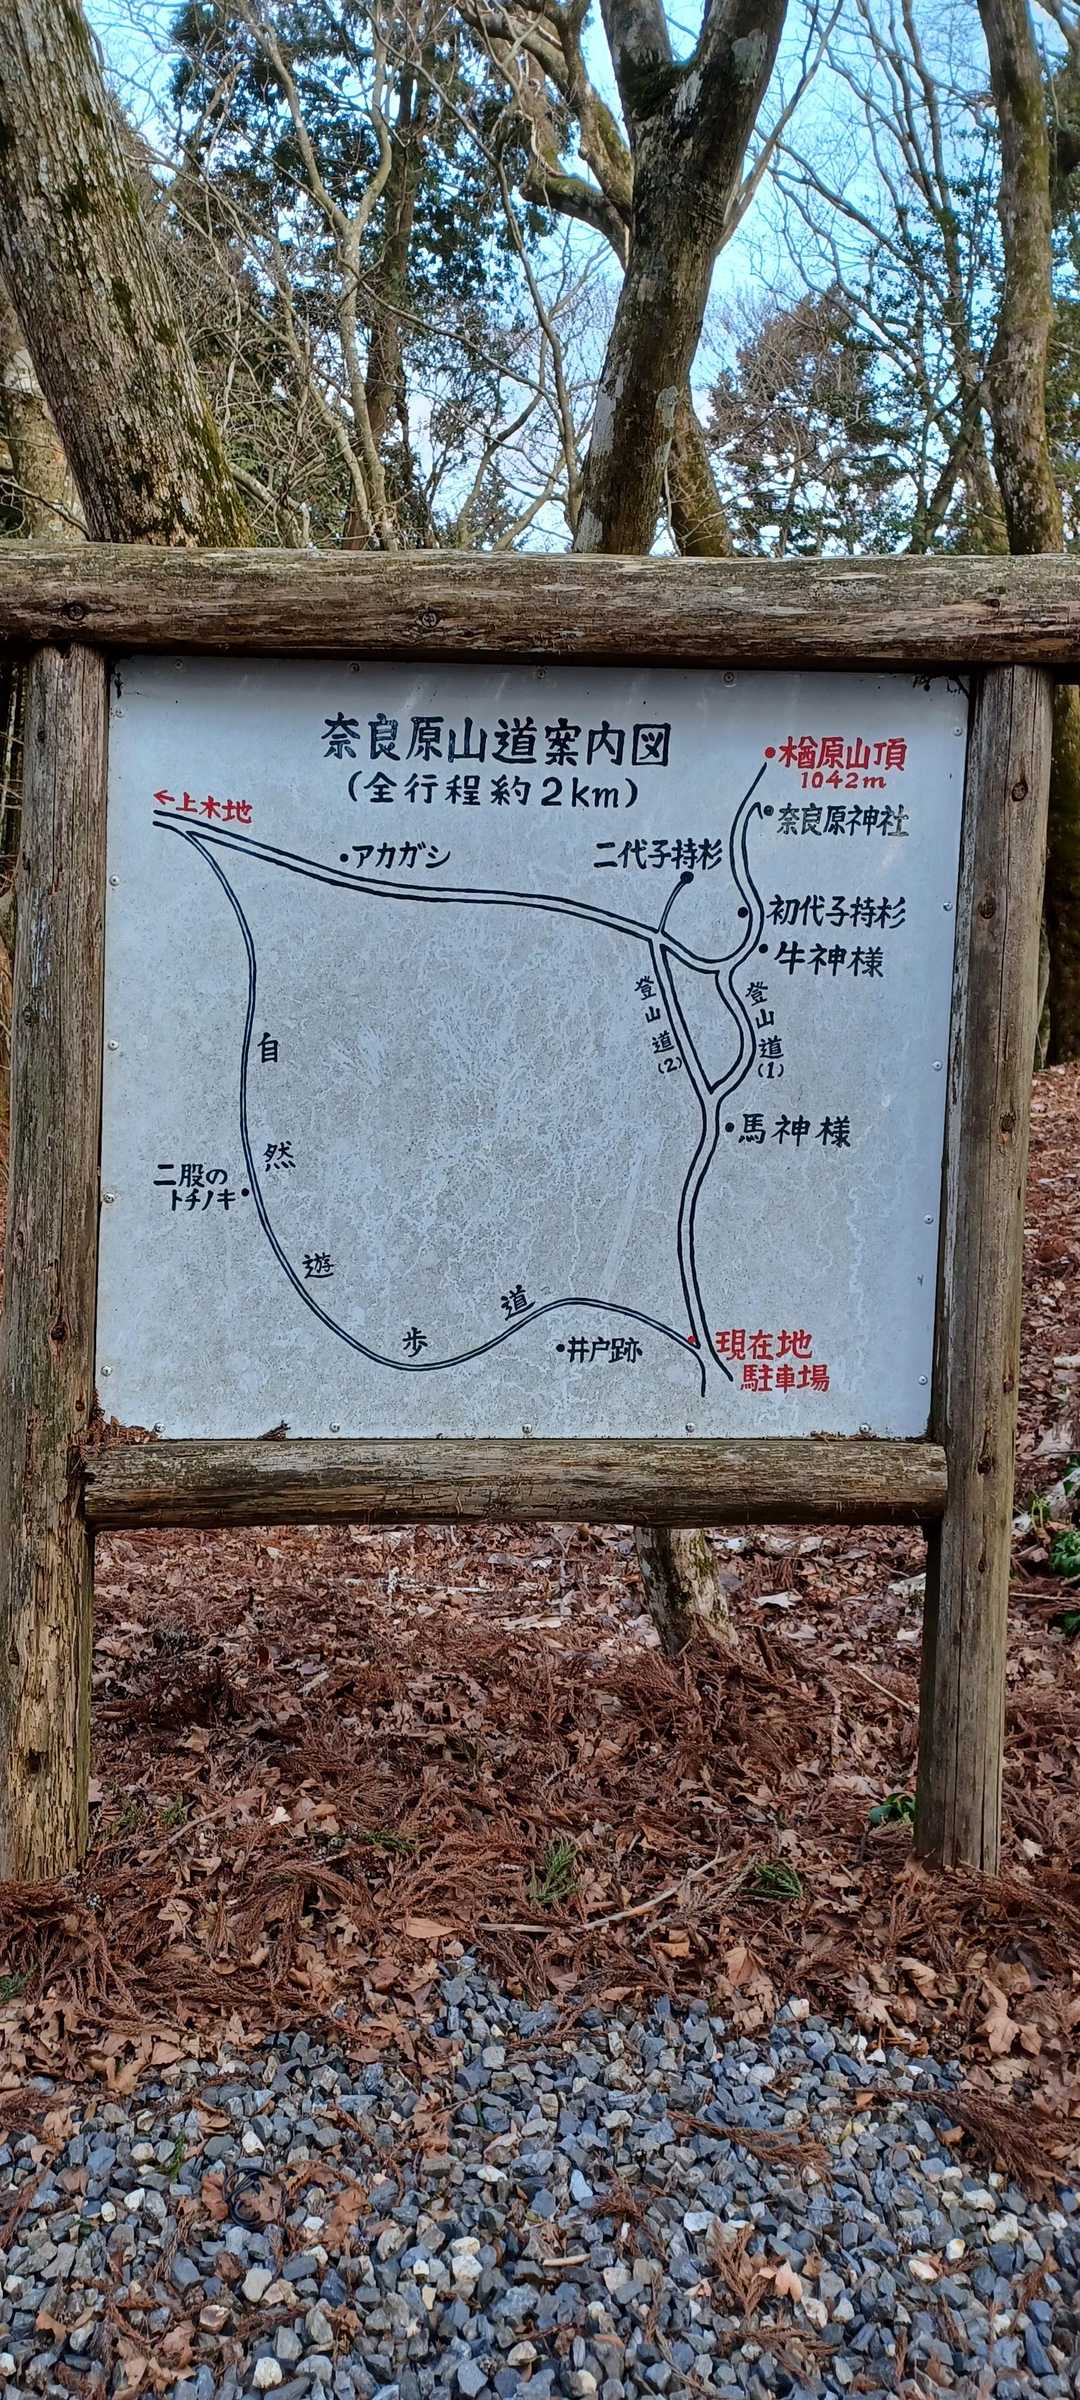 奈良原山道案内図
(全行程約2km)
楢原山頂
1042m
奈良原神社
←上木地
アカガシ
二代子持杉
初代子持杉
牛神様
登山道(2)
登山道(1)
馬神様
自然遊歩道
二股の
トチノキ
井戸跡
現在地
駐車場